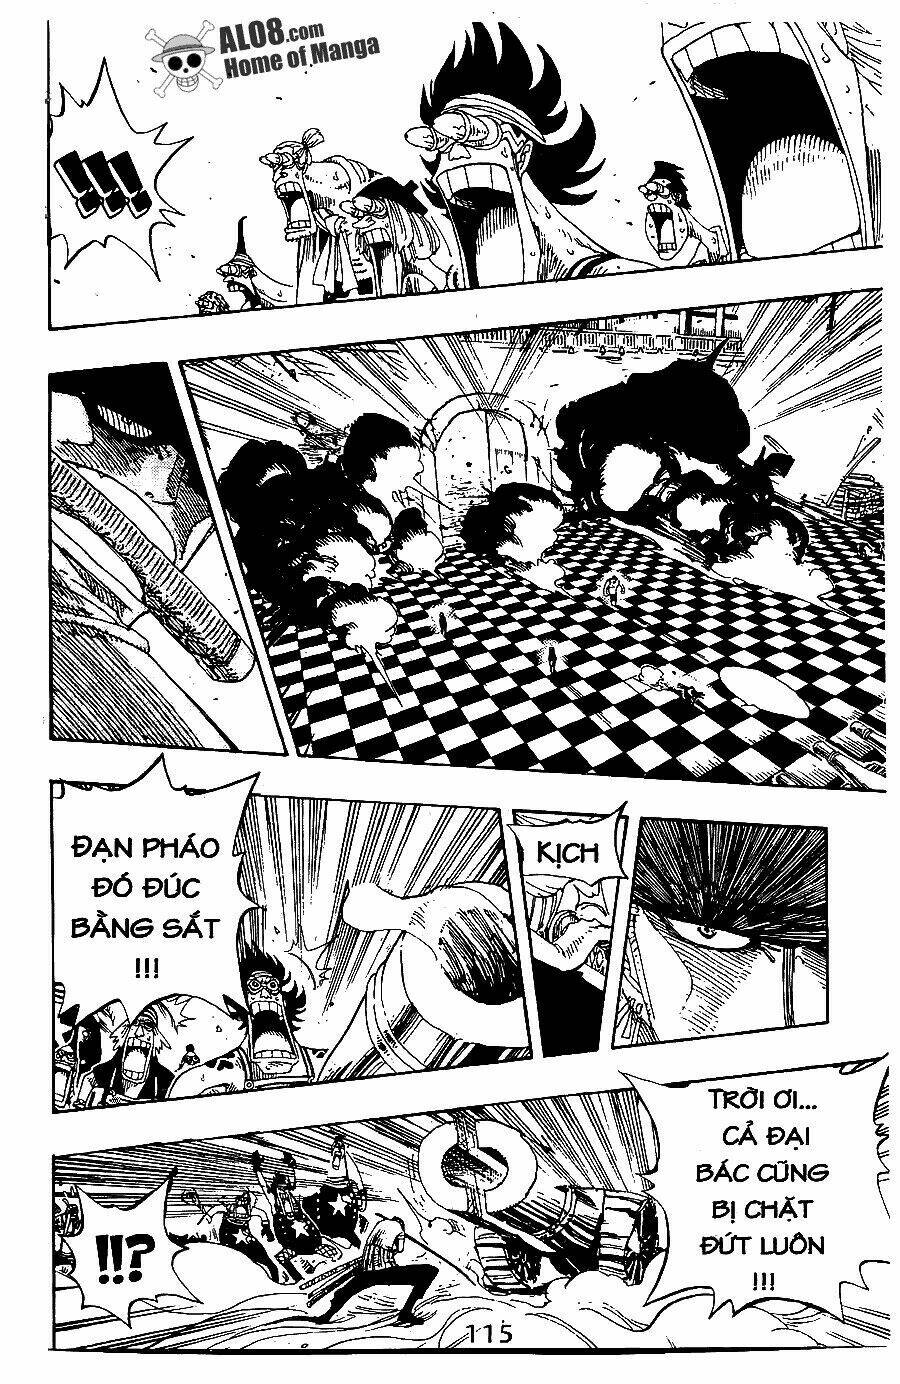 AL08.com
Home of Manga
!!!
ĐẠN PHÁO
ĐÓ ĐÚC
BẰNG SẮT
!!!
KỊCH
TRỜI ƠI...
CẢ ĐẠI
BÁC CŨNG
BỊ CHẶT
ĐỨT LUÔN
!!!
!!?
115